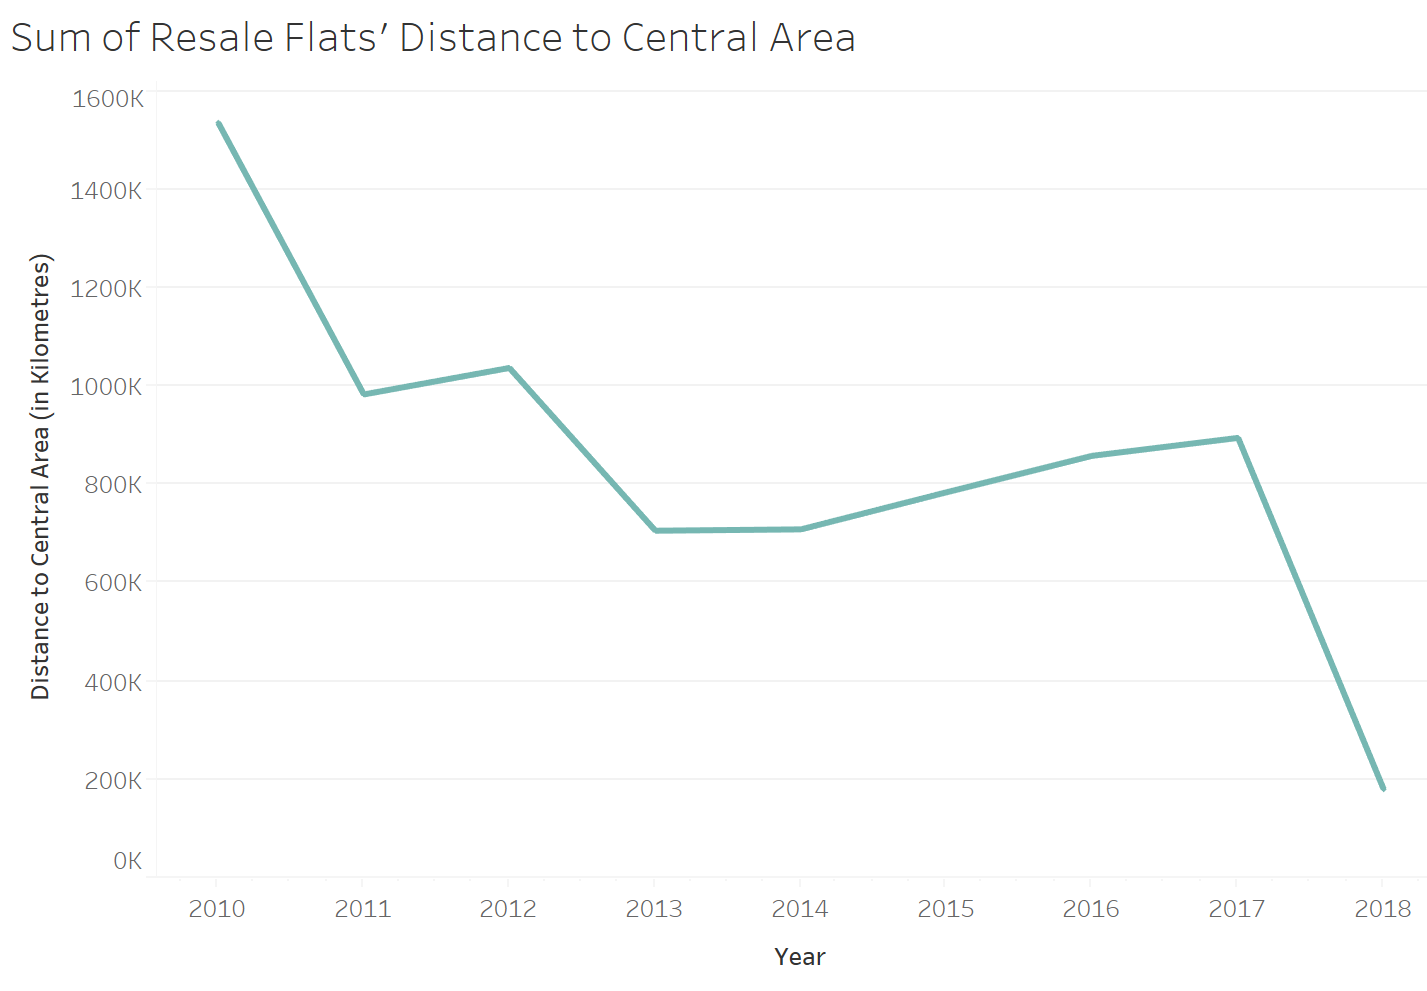 Sum of Resale Flats’ Distance to Central Area
1600K
1400K
1200K
1000K
800K
600K
400K
200K
0K
Distance to Central Area (in Kilometres)
2010 2011 2012 2013 2014 2015 2016 2017 2018
Year